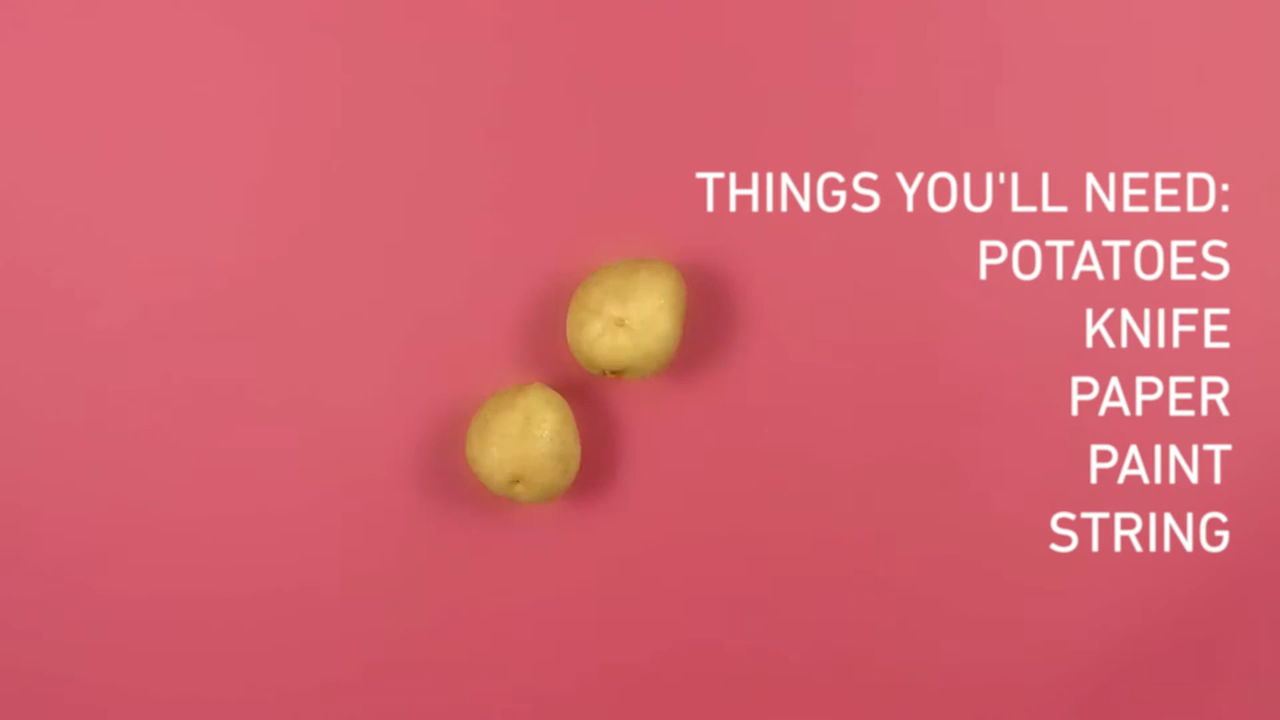 THINGS YOU'LL NEED:
POTATOES
KNIFE
PAPER
PAINT
STRING